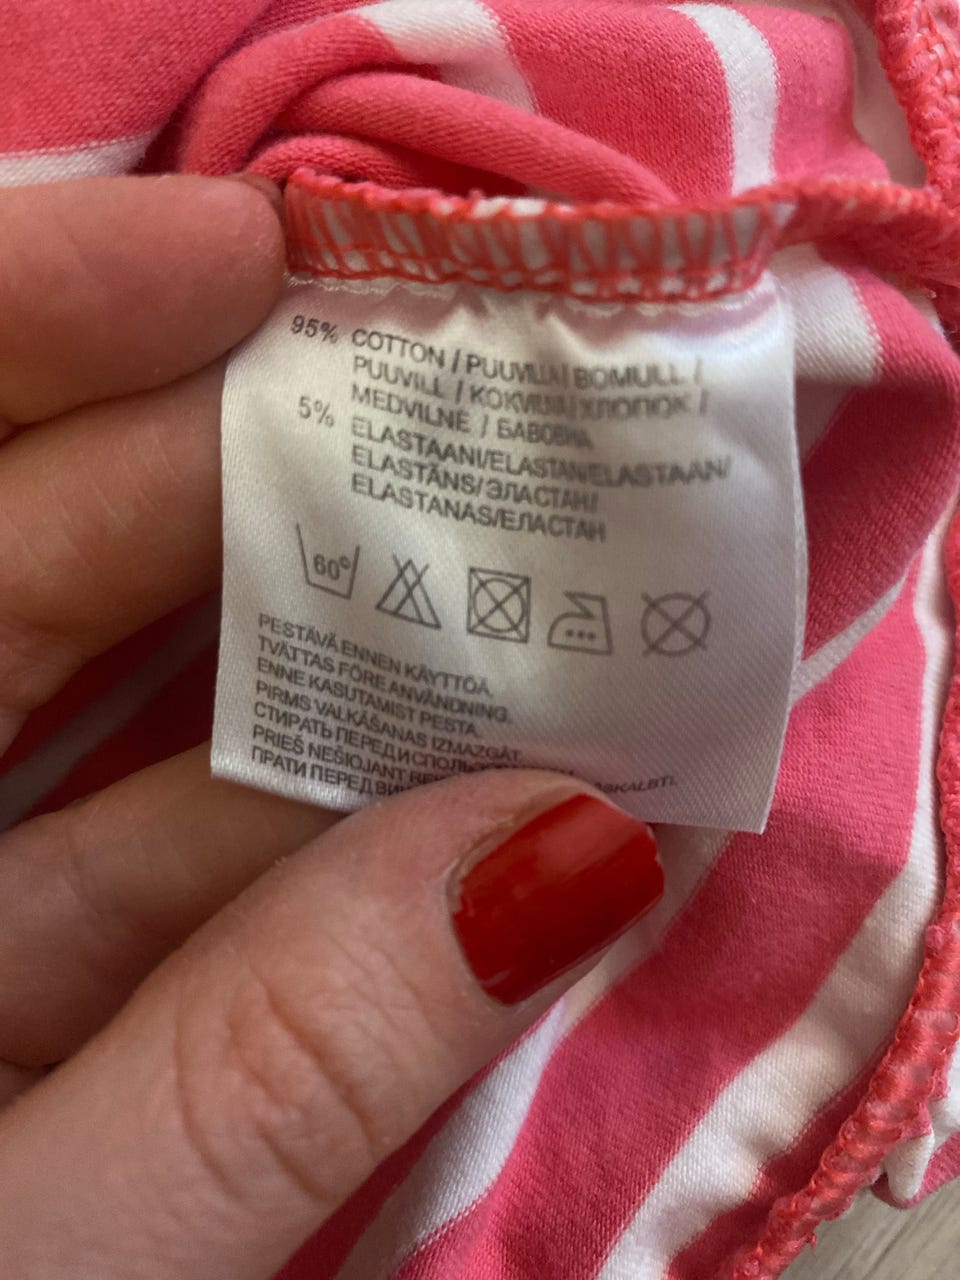 95% COTTON / PUUVILLA / BOMULL /
PUUVILL / KOKVILNA / ХЛОПОК /
MEDVILNĖ / БАВОВНА
5% ELASTAANI/ELASTAN/ELASTAAN/
ELASTĀNS/ЭЛАСТАН/
ELASTANAS/ЕЛАСТАН
60°
PESTÄVÄ ENNEN KÄYTTÖÄ.
TVÄTTAS FÖRE ANVÄNDNING.
ENNE KASUTAMIST PESTA.
PIRMS VALKĀŠANAS IZMAZGĀT.
СТИРАТЬ ПЕРЕД
PRIEŠ NEŠIOJANT
ПРАТИ ПЕРЕД